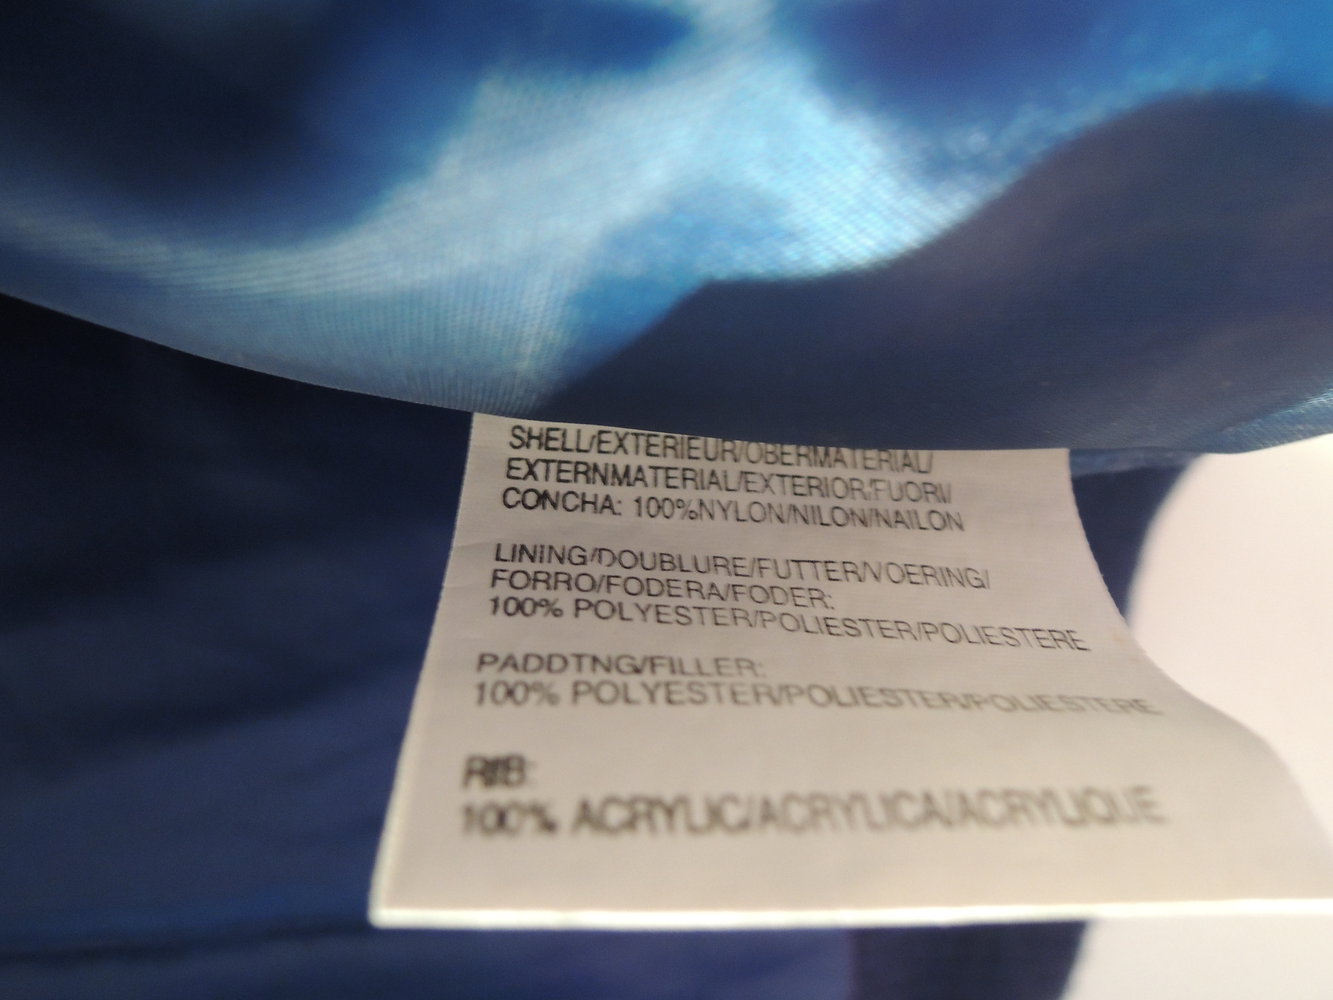 SHELL/EXTERIEUR/OBERMATERIAL/
EXTERNMATERIAL/EXTERIOR/FUORI/
CONCHA: 100%NYLON/NILON/NAILON
LINING/DOUBLURE/FUTTER/VOERING/
FORRO/FODERA/FODER:
100% POLYESTER/POLIESTER/POLIESTERE
PADDTNG/FILLER:
100% POLYESTER/POLIESTER/POLIESTERE
RIB:
100% ACRYLIC/ACRYLICA/ACRYLIQUE